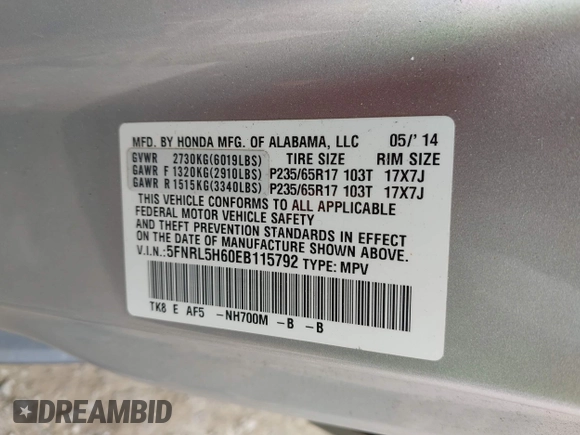 MFD. BY HONDA MFG. OF ALABAMA, LLC 05/'14
GVWR 2730KG(6019LBS) TIRE SIZE RIM SIZE
GAWR F 1320KG(2910LBS) P235/65R17 103T 17X7J
GAWR R 1515KG(3340LBS) P235/65R17 103T 17X7J
THIS VEHICLE CONFORMS TO ALL APPLICABLE
FEDERAL MOTOR VEHICLE SAFETY
AND THEFT PREVENTION STANDARDS IN EFFECT
ON THE DATE OF MANUFACTURE SHOWN ABOVE.
V.I.N.:5FNRL5H60EB115792 TYPE: MPV
TK8 E AF5 -NH700M -B -B
DREAMBID